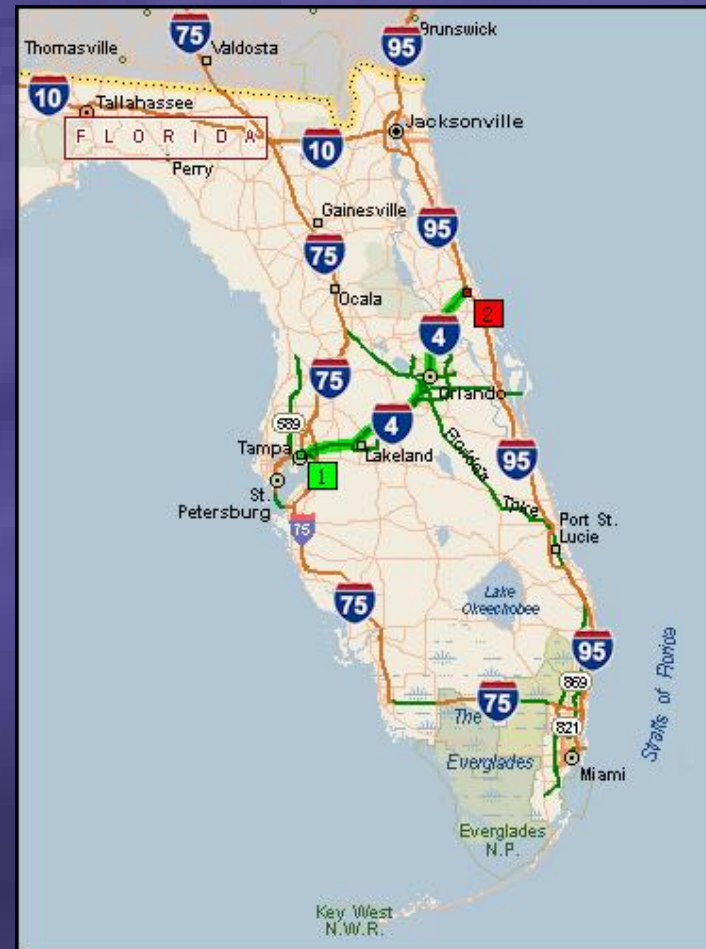 Brunswick
75
95
Thomasville
Valdosta
10
Tallahassee
Jacksonville
F L O R I D A
10
Perry
Gainesville
95
75
Ocala
2
4
75
Orlando
589
4
Tampa
Lakeland
Florida's
95
1
St.
Petersburg
Tpke
Port St.
Lucie
75
Lake
Okeechobee
75
Straits of Florida
95
869
75
The
821
Everglades
Miami
Everglades
N.P.
Key West
N.W.R.